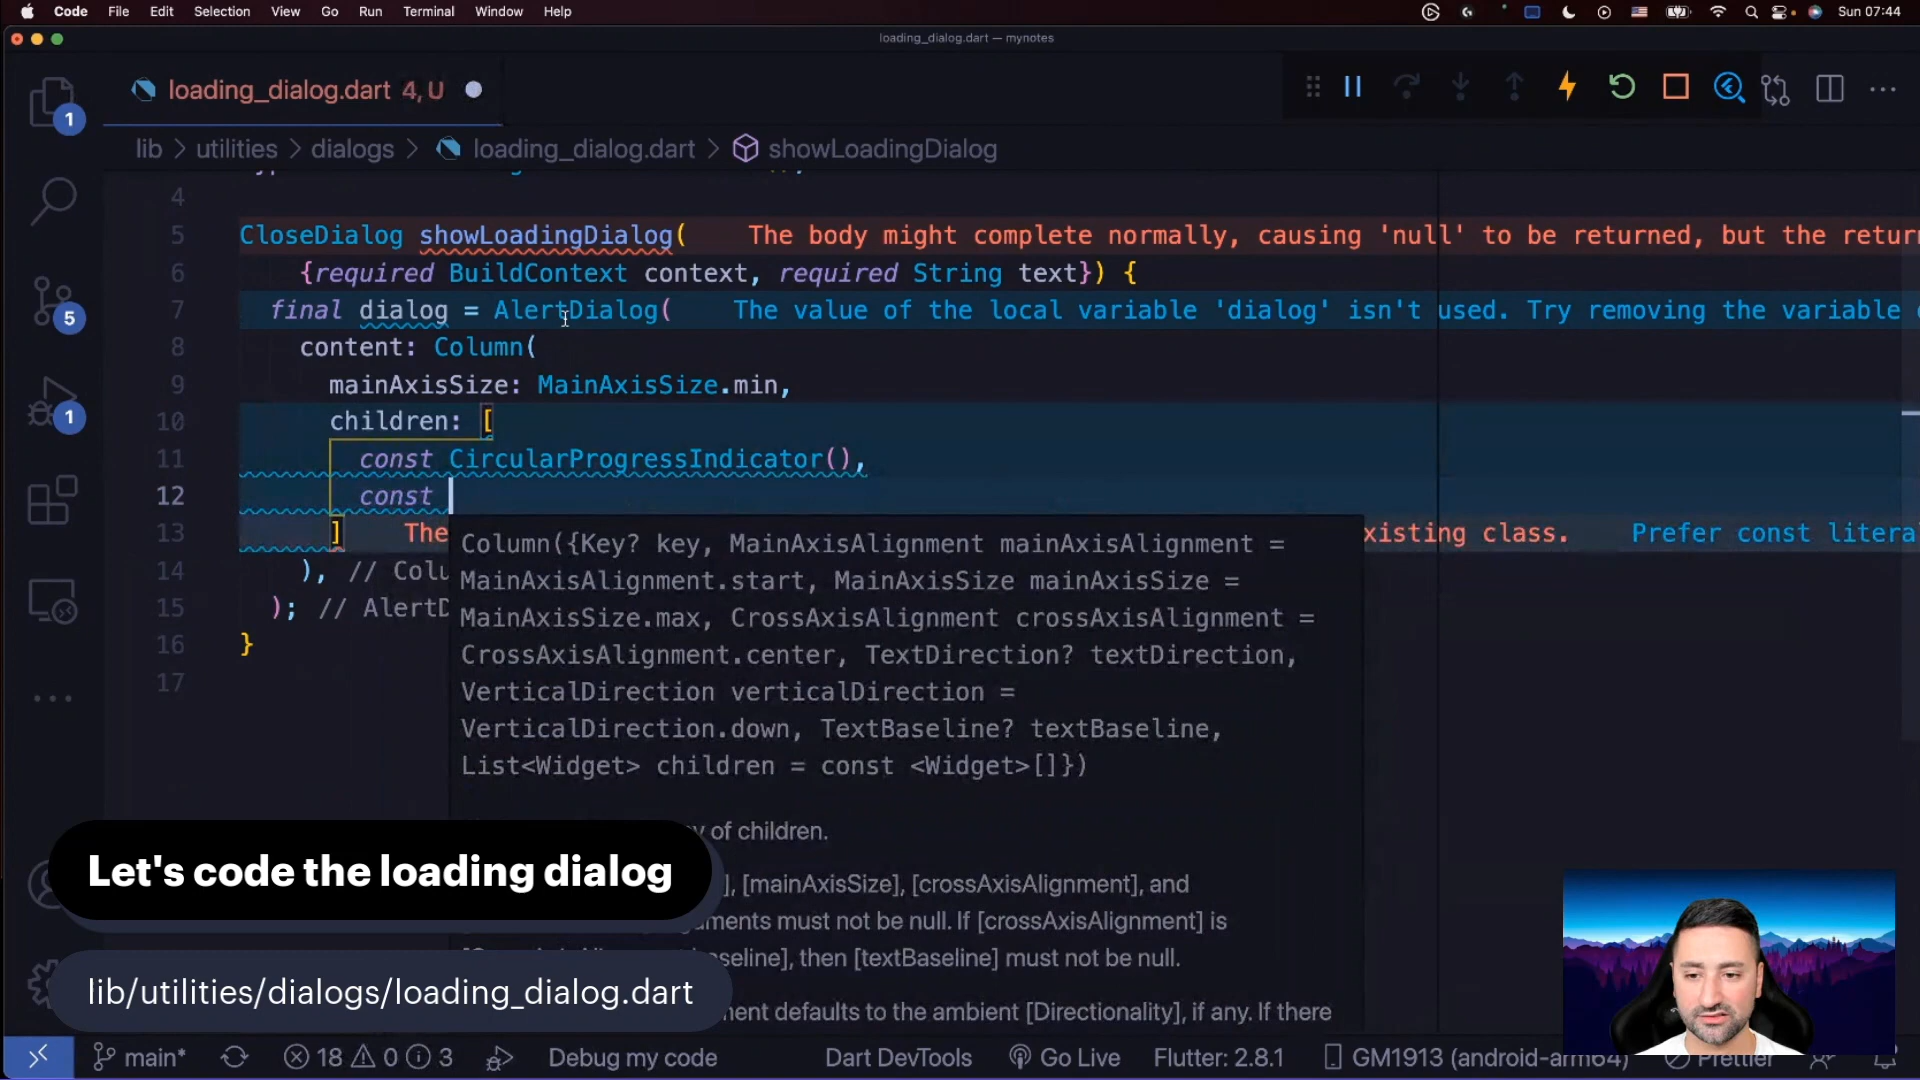 Code File Edit Selection View Go Run Terminal Window Help Sun 07:44
loading_dialog.dart — mynotes
loading_dialog.dart 4, U
lib > utilities > dialogs > loading_dialog.dart > showLoadingDialog
4
5 CloseDialog showLoadingDialog( The body might complete normally, causing 'null' to be returned, but the return
6 {required BuildContext context, required String text}) {
7 final dialog = AlertDialog( The value of the local variable 'dialog' isn't used. Try removing the variable
8 content: Column(
9 mainAxisSize: MainAxisSize.min,
10 children: [
11 const CircularProgressIndicator(),
12 const
13 ] The xisting class. Prefer const litera
14 ), // Colu
15 ); // AlertD
16 }
17
Column({Key? key, MainAxisAlignment mainAxisAlignment =
MainAxisAlignment.start, MainAxisSize mainAxisSize =
MainAxisSize.max, CrossAxisAlignment crossAxisAlignment =
CrossAxisAlignment.center, TextDirection? textDirection,
VerticalDirection verticalDirection =
VerticalDirection.down, TextBaseline? textBaseline,
List<Widget> children = const <Widget>[]})
of children.
], [mainAxisSize], [crossAxisAlignment], and
ments must not be null. If [crossAxisAlignment] is
seline], then [textBaseline] must not be null.
ment defaults to the ambient [Directionality], if any. If there
1
5
1
Let's code the loading dialog
lib/utilities/dialogs/loading_dialog.dart
main* 18 0 3 Debug my code Dart DevTools Go Live Flutter: 2.8.1 GM1913 (android-arm64) Prettier